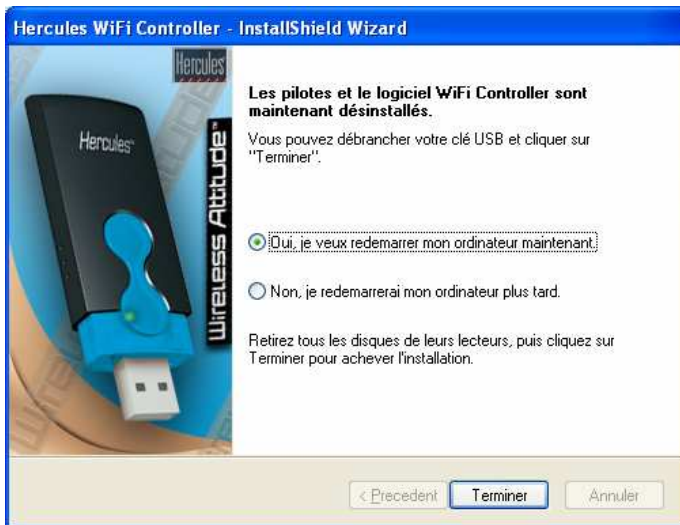 Hercules WiFi Controller - InstallShield Wizard
Hercules
Hercules™
Wireless Attitude™
Les pilotes et le logiciel WiFi Controller sont
maintenant désinstallés.
Vous pouvez débrancher votre clé USB et cliquer sur
"Terminer".
Oui, je veux redemarrer mon ordinateur maintenant.
Non, je redemarrerai mon ordinateur plus tard.
Retirez tous les disques de leurs lecteurs, puis cliquez sur
Terminer pour achever l'installation.
< Precedent
Terminer
Annuler